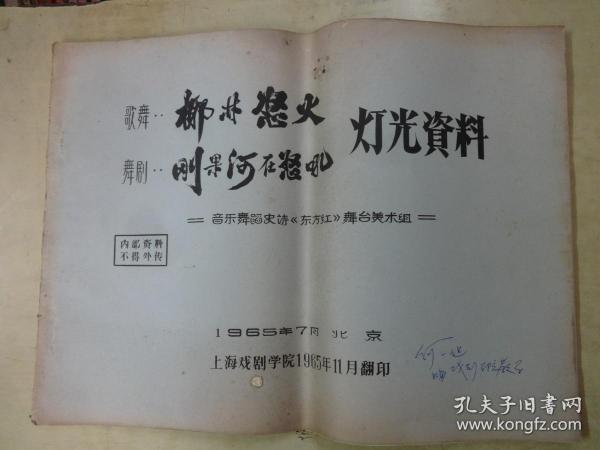 歌舞：椰林怒火
舞剧：刚果河在怒吼
灯光資料
＝音乐舞蹈史诗《东方红》舞台美术组＝
内部资料
不得外传
1965年7月北京
上海戏剧学院1965年11月翻印
孔夫子旧书网
www.kongfz.com